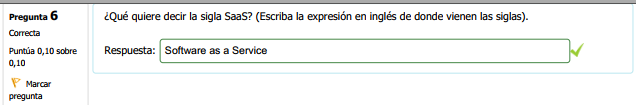 Pregunta 6
Correcta
Puntúa 0,10 sobre
0,10
Marcar
pregunta
¿Qué quiere decir la sigla SaaS? (Escriba la expresión en inglés de donde vienen las siglas).
Respuesta: Software as a Service